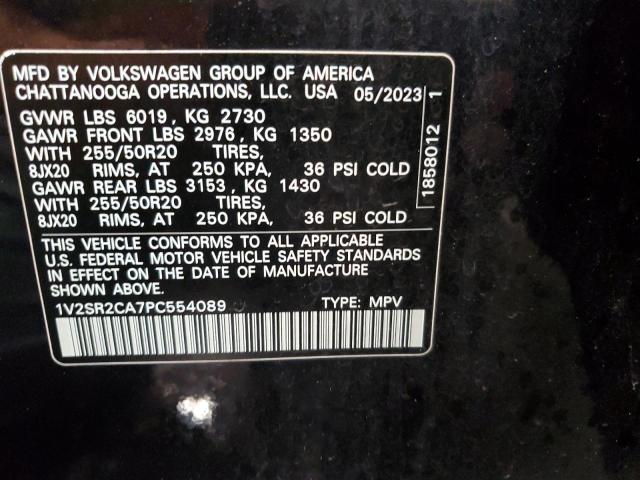 MFD BY VOLKSWAGEN GROUP OF AMERICA
CHATTANOOGA OPERATIONS, LLC. USA 05/2023
GVWR LBS 6019, KG 2730
GAWR FRONT LBS 2976, KG 1350
WITH 255/50R20 TIRES,
8JX20 RIMS, AT 250 KPA, 36 PSI COLD
GAWR REAR LBS 3153, KG 1430
WITH 255/50R20 TIRES,
8JX20 RIMS, AT 250 KPA, 36 PSI COLD
THIS VEHICLE CONFORMS TO ALL APPLICABLE
U.S. FEDERAL MOTOR VEHICLE SAFETY STANDARDS
IN EFFECT ON THE DATE OF MANUFACTURE
SHOWN ABOVE.
1V2SR2CA7PC554089 TYPE: MPV
1858012 1